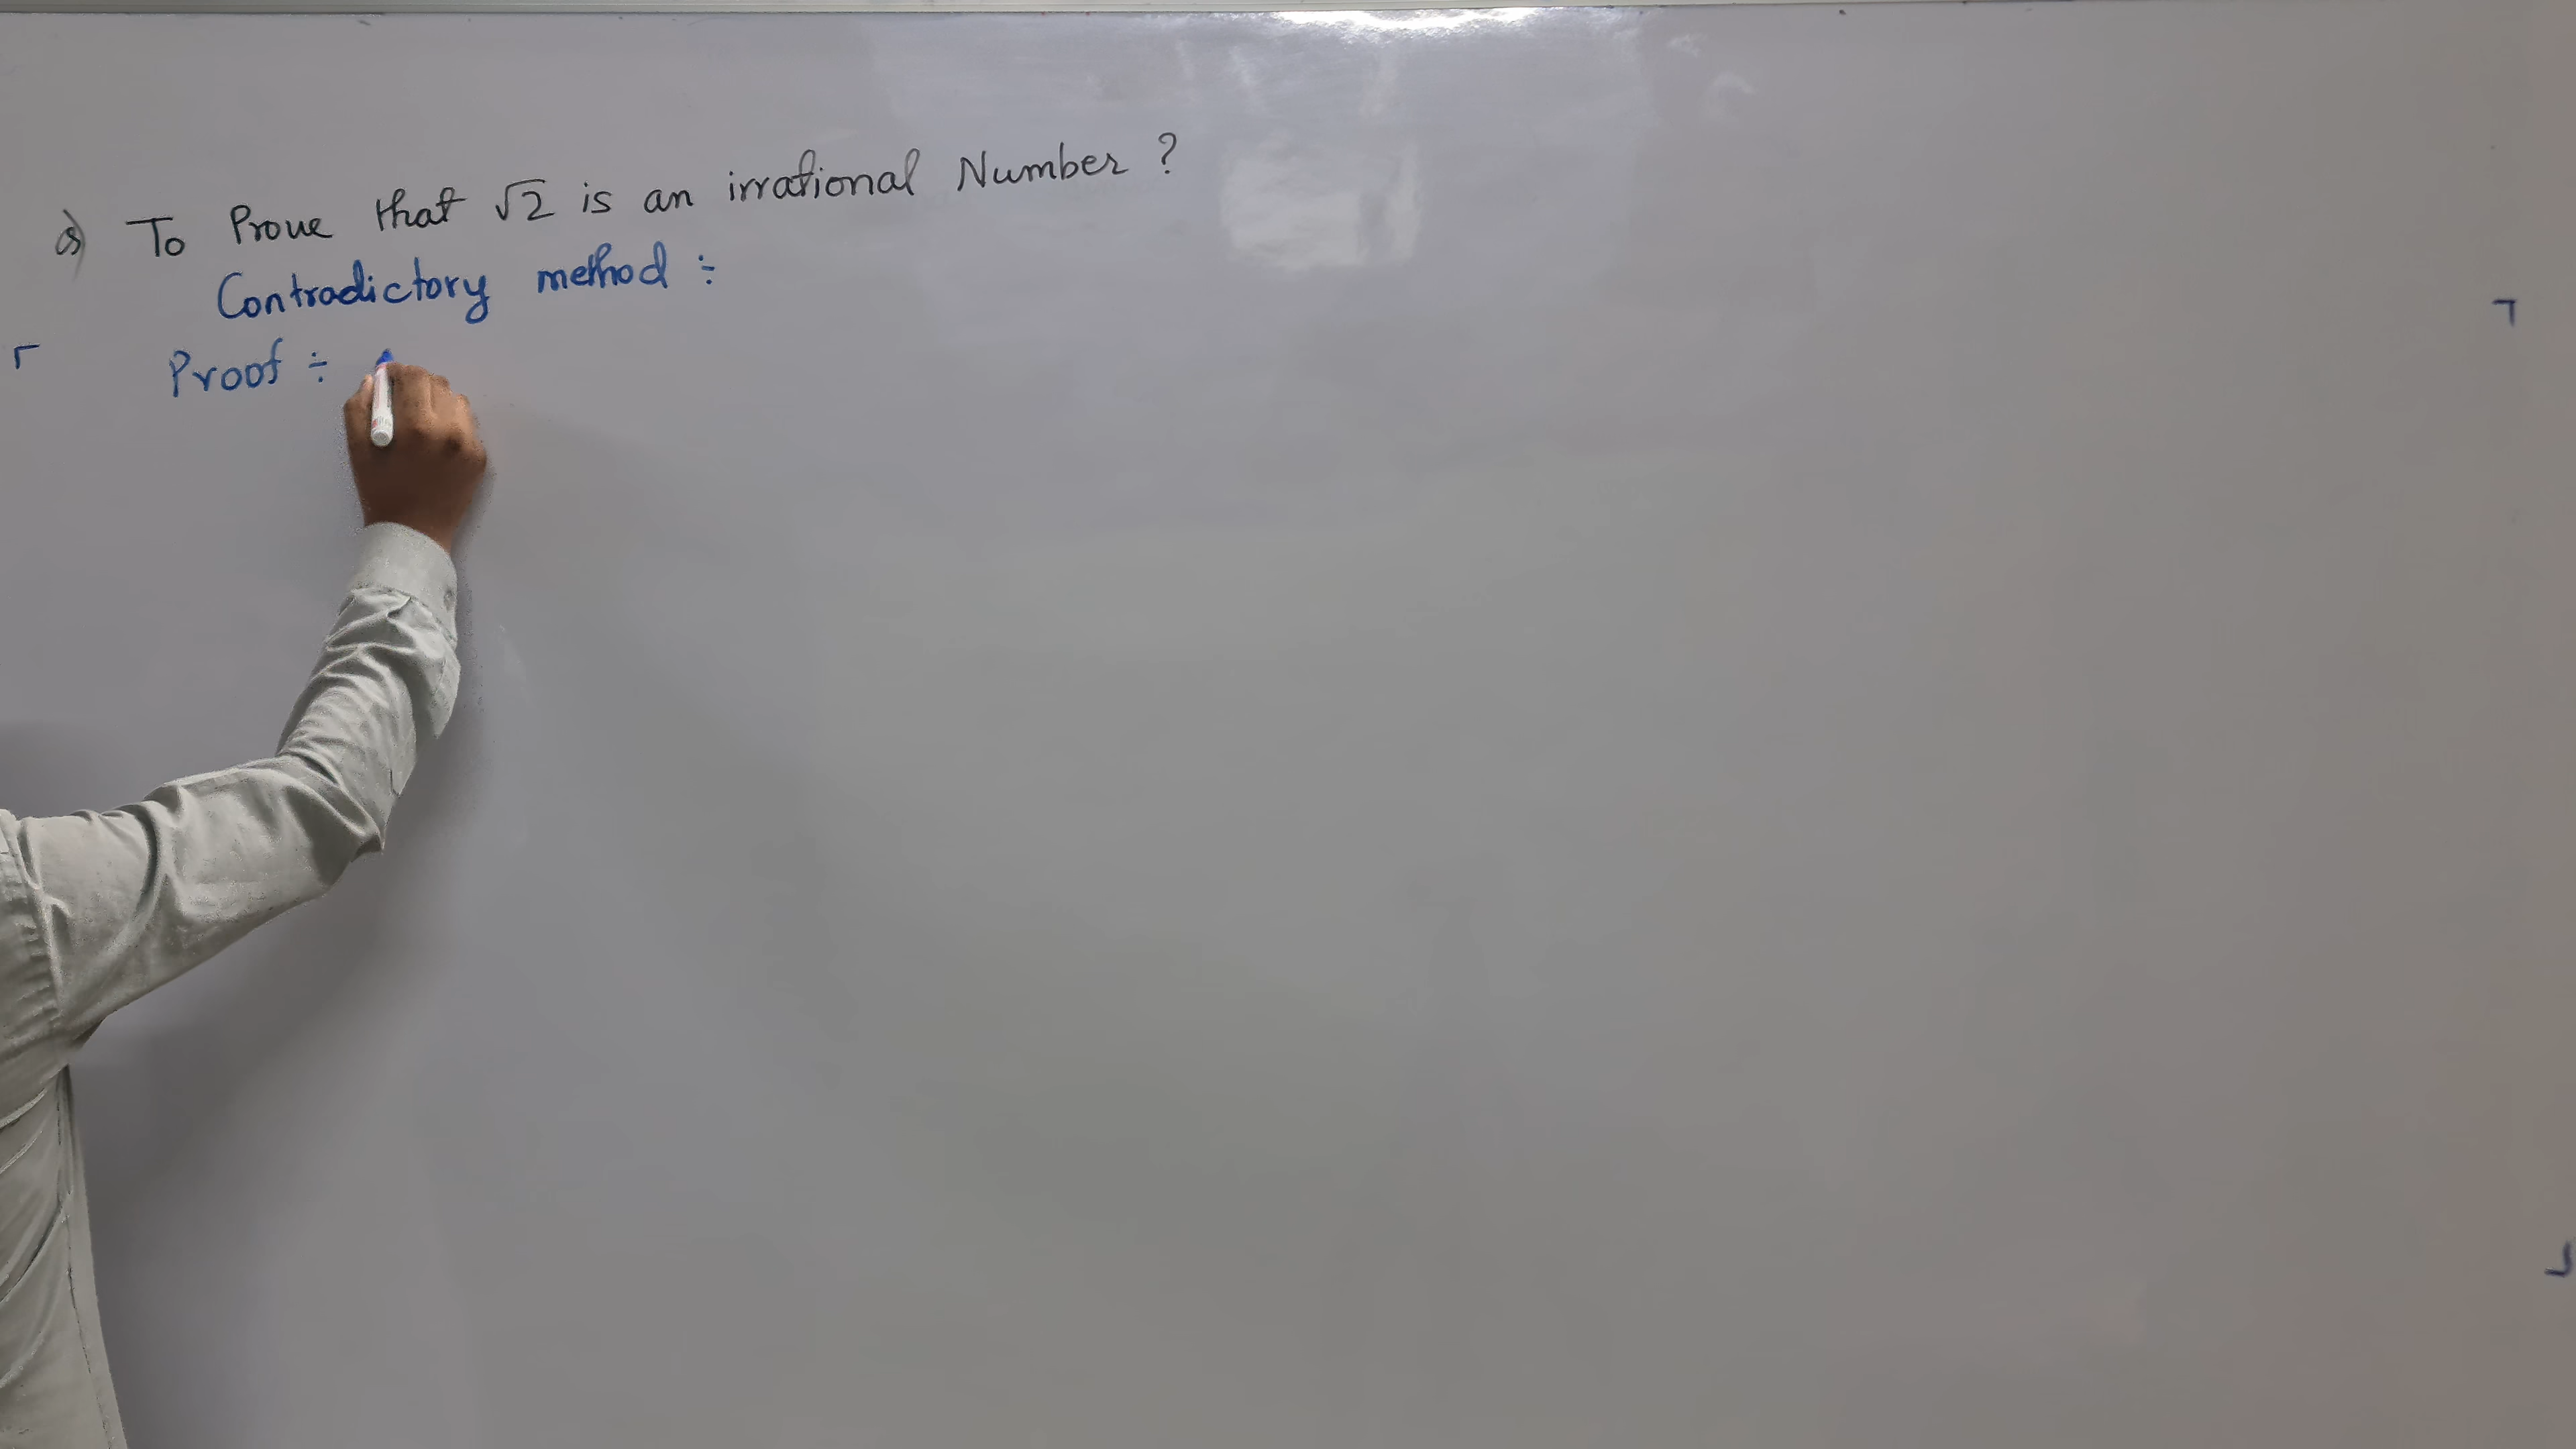 Q) To Prove that √2 is an irrational Number ?
Contradictory method ÷
Proof ÷